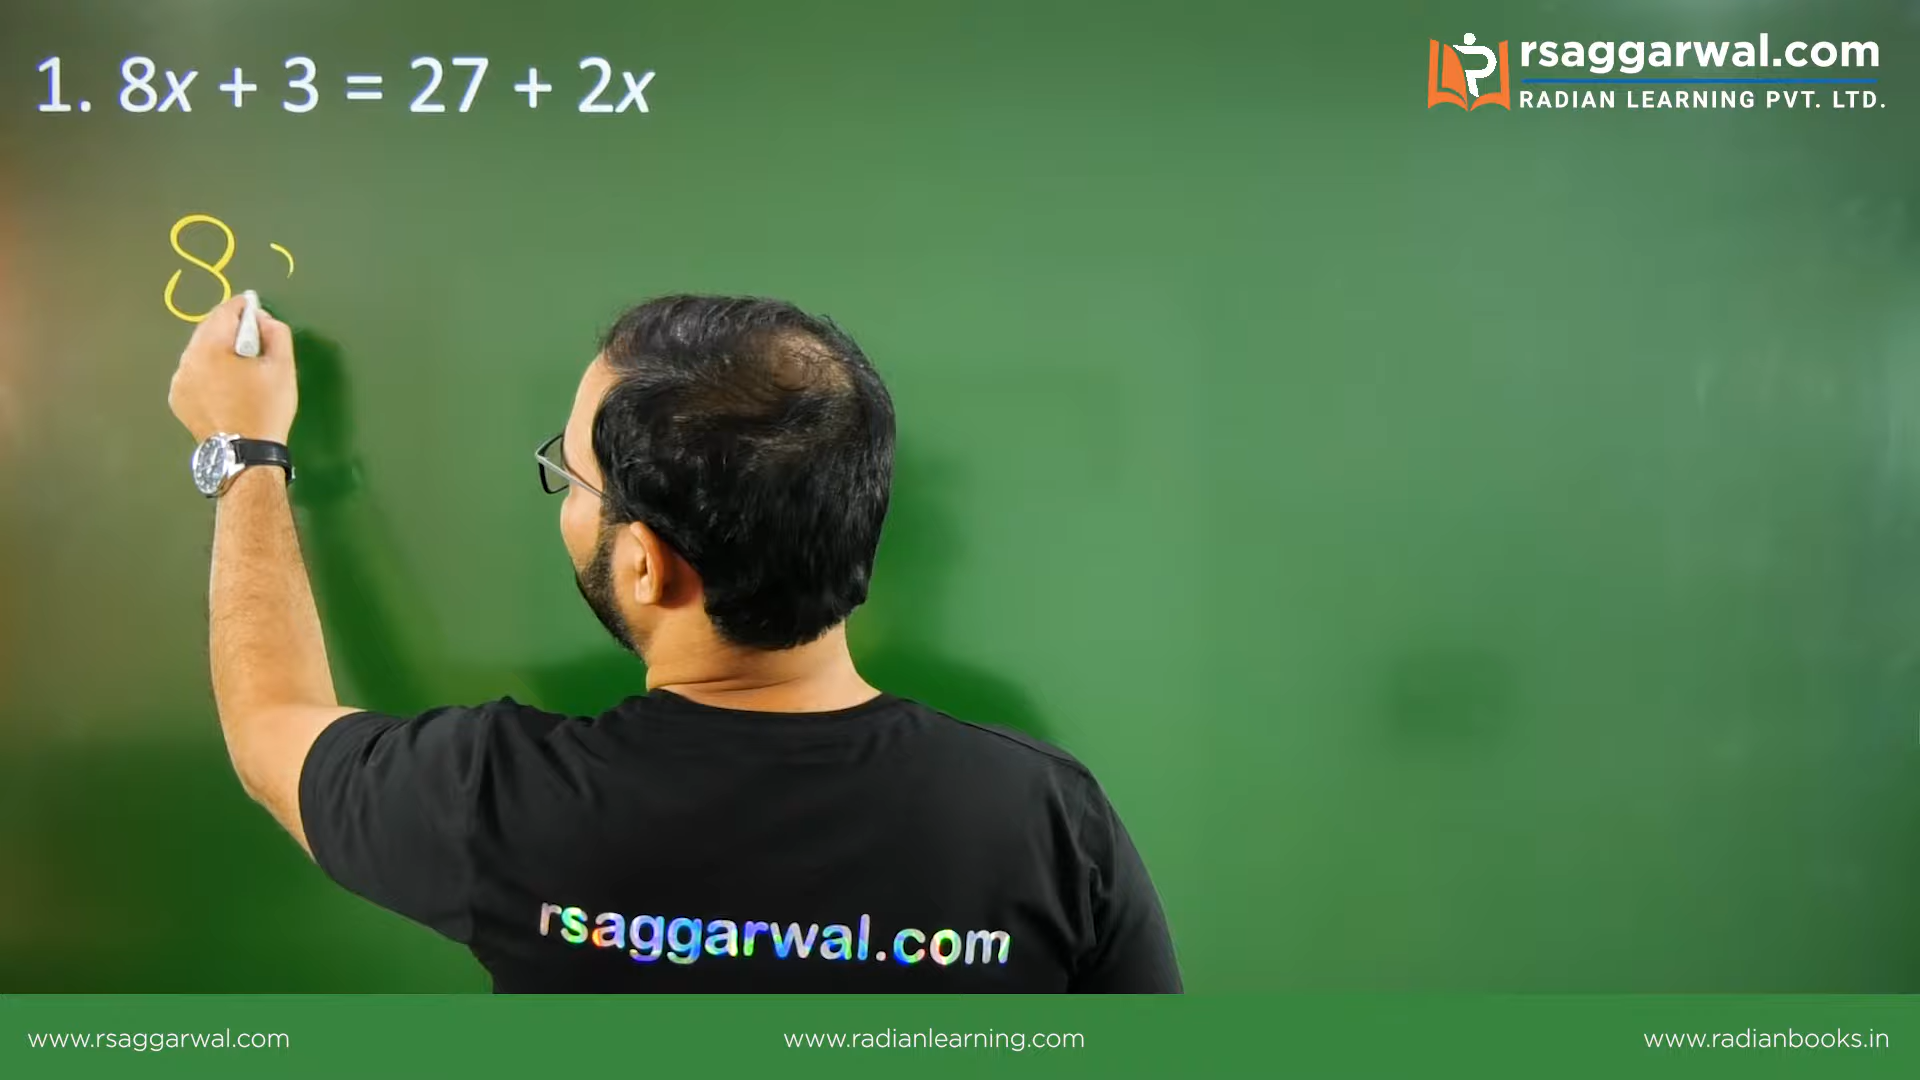 1. 8x + 3 = 27 + 2x
rsaggarwal.com
RADIAN LEARNING PVT. LTD.
8
rsaggarwal.com
www.rsaggarwal.com
www.radianlearning.com
www.radianbooks.in